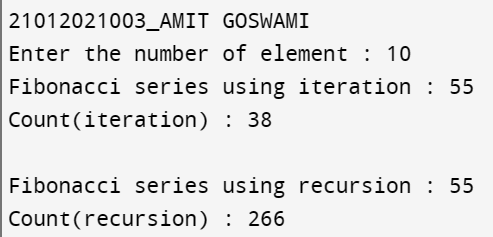 21012021003_AMIT GOSWAMI
Enter the number of element : 10
Fibonacci series using iteration : 55
Count(iteration) : 38
Fibonacci series using recursion : 55
Count(recursion) : 266